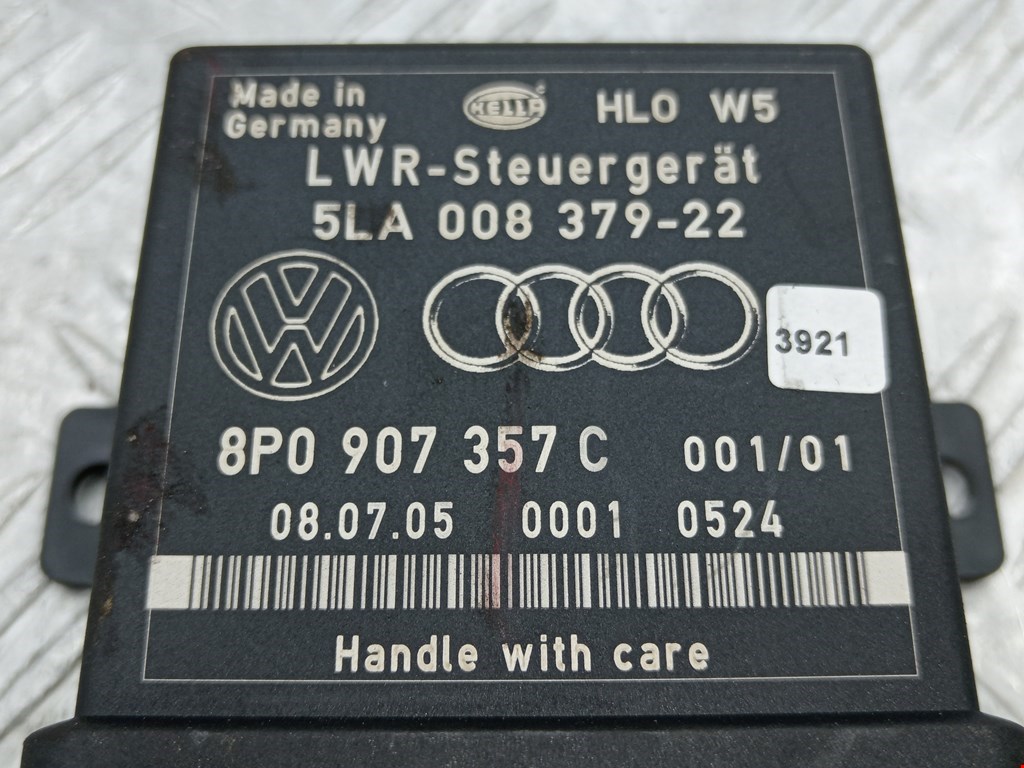 Made in
Germany
HELLA
HLO W5
LWR-Steuergerät
5LA 008 379-22
3921
8P0 907 357 C 001/01
08.07.05 0001 0524
Handle with care